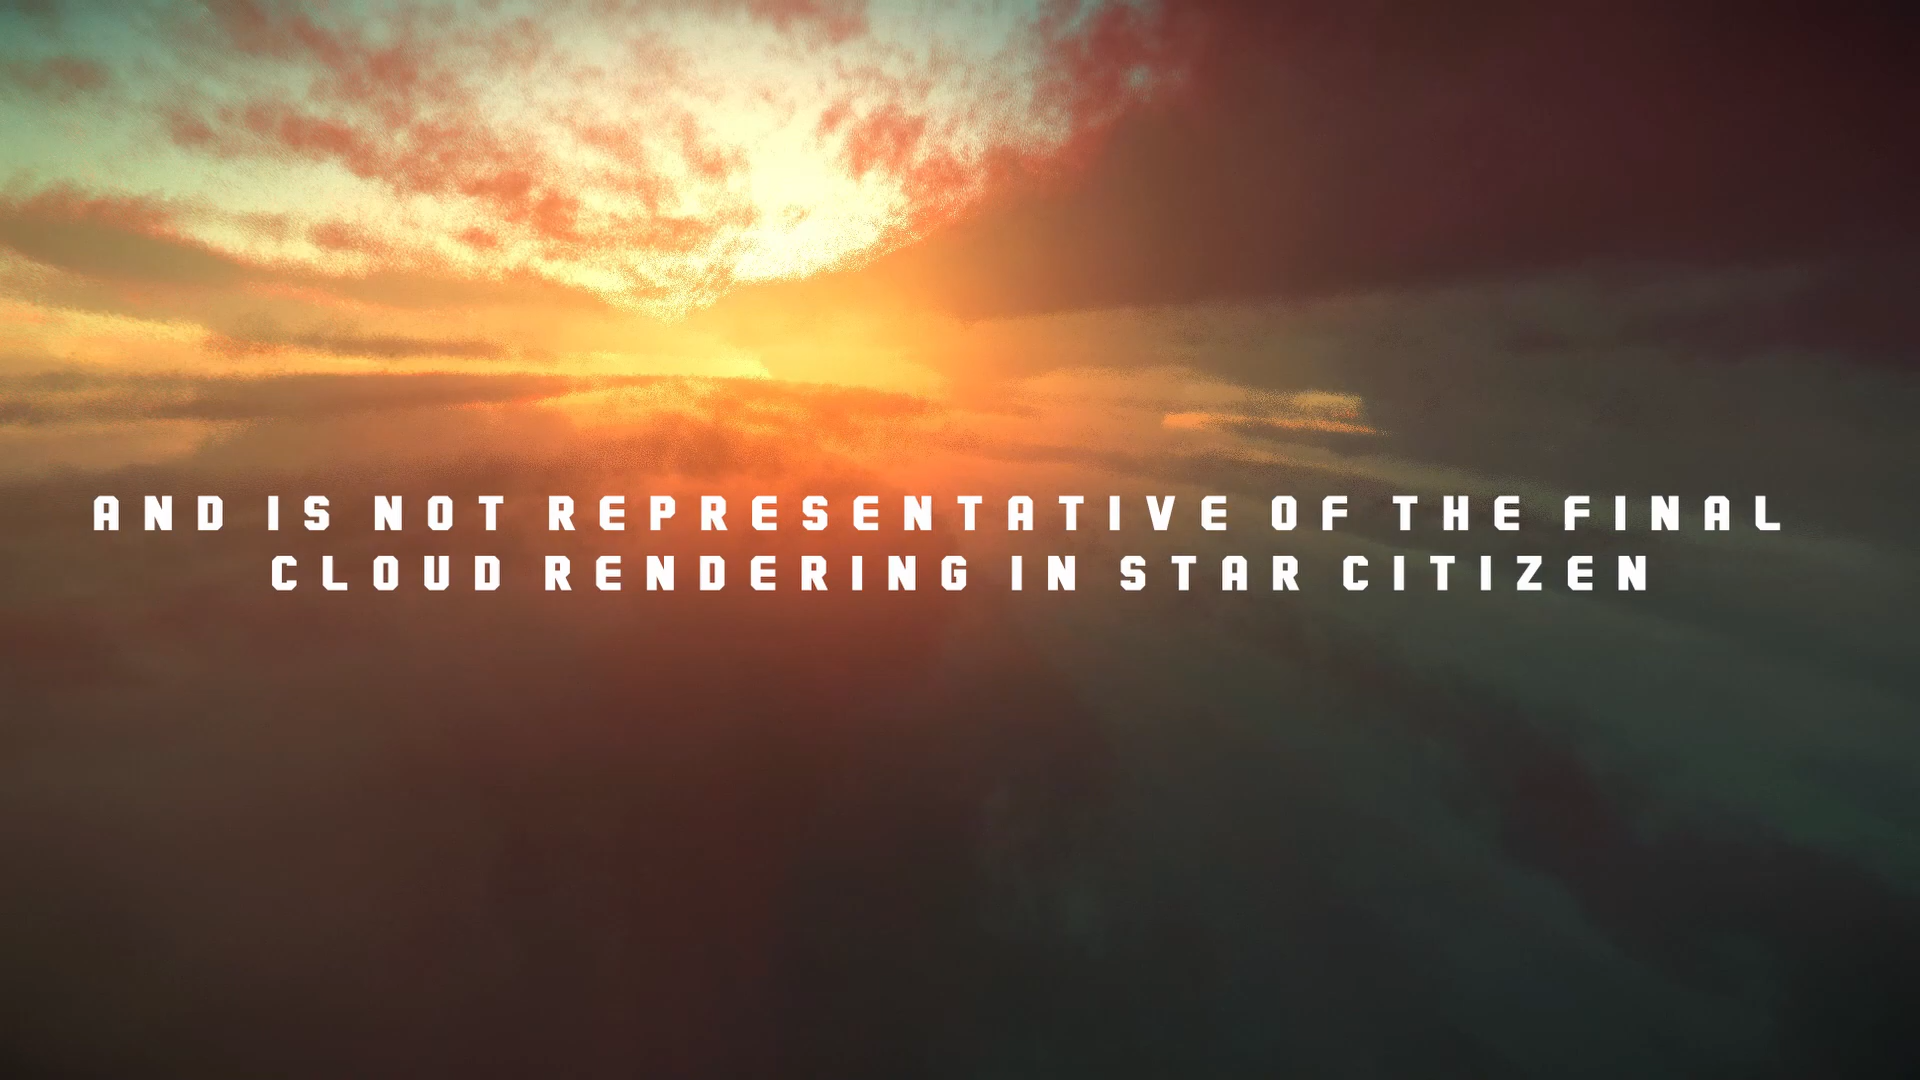 AND IS NOT REPRESENTATIVE OF THE FINAL
CLOUD RENDERING IN STAR CITIZEN